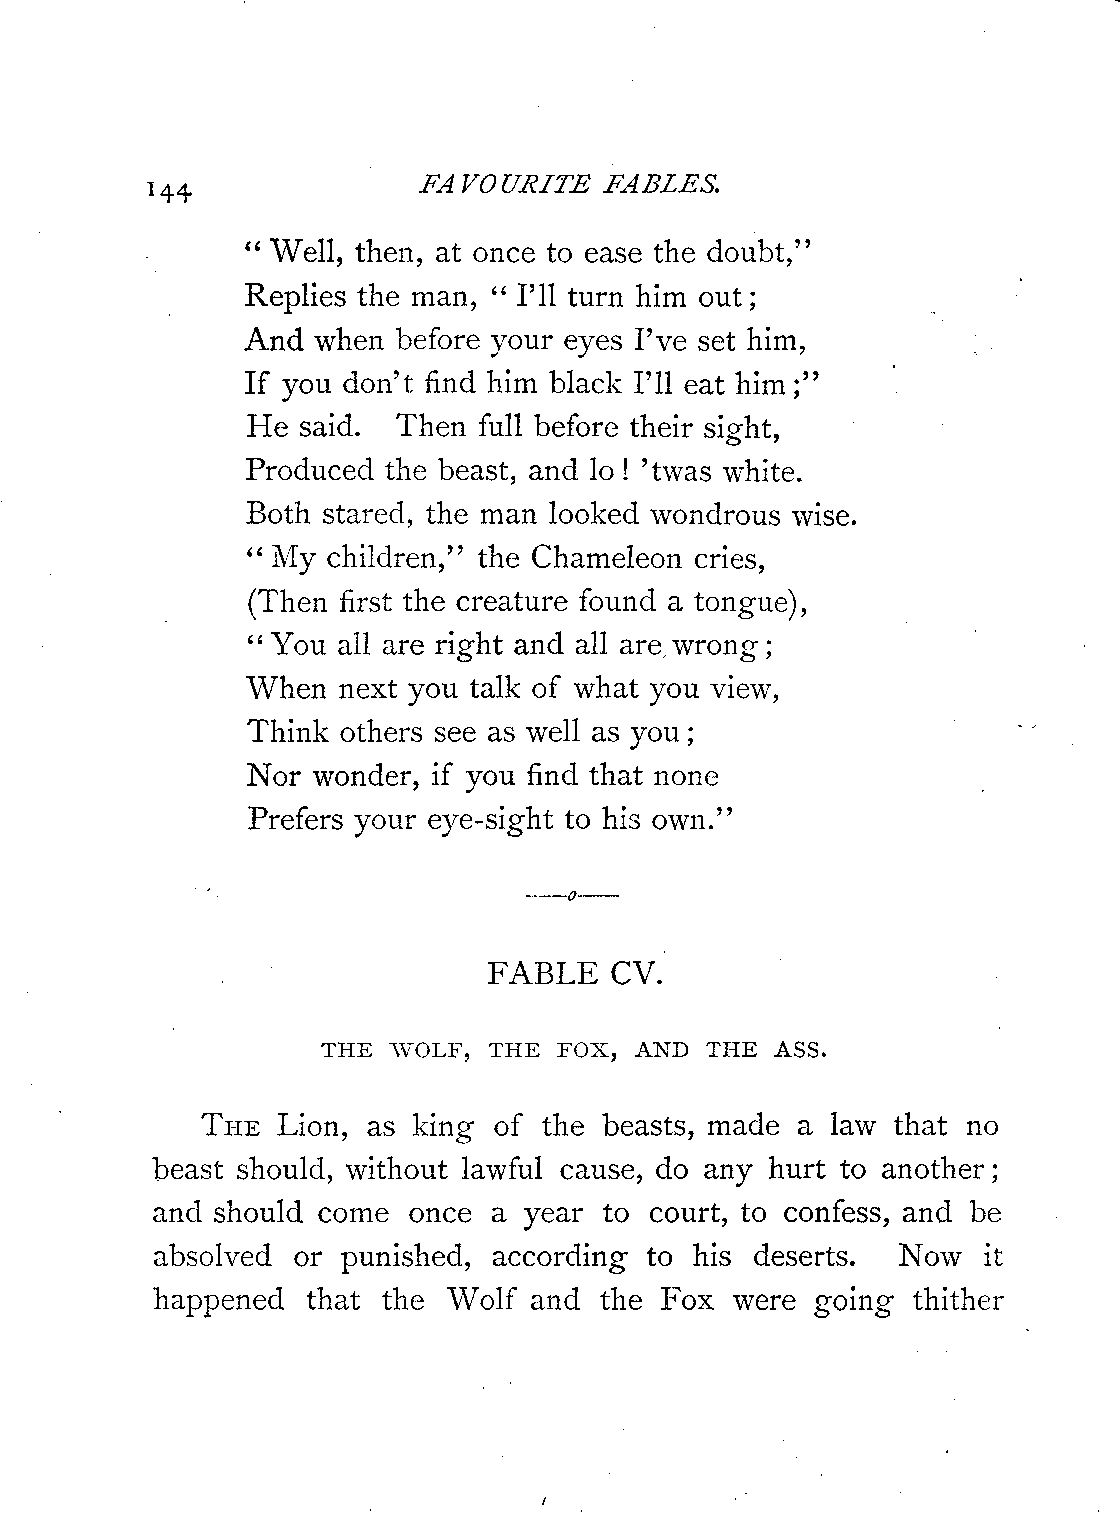 144 FAVOURITE FABLES.
“ Well, then, at once to ease the doubt,”
Replies the man, “ I’ll turn him out ;
And when before your eyes I’ve set him,
If you don’t find him black I’ll eat him ;”
He said. Then full before their sight,
Produced the beast, and lo ! ’twas white.
Both stared, the man looked wondrous wise.
“ My children,” the Chameleon cries,
(Then first the creature found a tongue),
“ You all are right and all are wrong ;
When next you talk of what you view,
Think others see as well as you ;
Nor wonder, if you find that none
Prefers your eye-sight to his own.”
FABLE CV.
THE WOLF, THE FOX, AND THE ASS.
THE Lion, as king of the beasts, made a law that no
beast should, without lawful cause, do any hurt to another ;
and should come once a year to court, to confess, and be
absolved or punished, according to his deserts. Now it
happened that the Wolf and the Fox were going thither